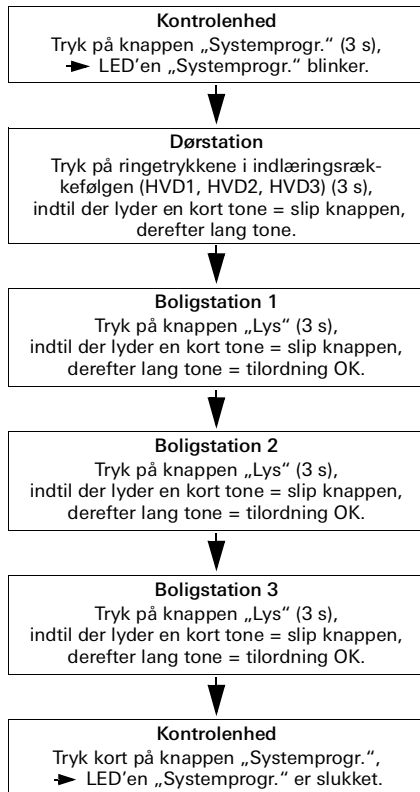 Kontrolenhed
Tryk på knappen „Systemprogr.“ (3 s),
➔ LED’en „Systemprogr.“ blinker.
Dørstation
Tryk på ringetrykkene i indlæringsræk-
kefølgen (HVD1, HVD2, HVD3) (3 s),
indtil der lyder en kort tone = slip knappen,
derefter lang tone.
Boligstation 1
Tryk på knappen „Lys“ (3 s),
indtil der lyder en kort tone = slip knappen,
derefter lang tone = tilordning OK.
Boligstation 2
Tryk på knappen „Lys“ (3 s),
indtil der lyder en kort tone = slip knappen,
derefter lang tone = tilordning OK.
Boligstation 3
Tryk på knappen „Lys“ (3 s),
indtil der lyder en kort tone = slip knappen,
derefter lang tone = tilordning OK.
Kontrolenhed
Tryk kort på knappen „Systemprogr.“,
➔ LED’en „Systemprogr.“ er slukket.